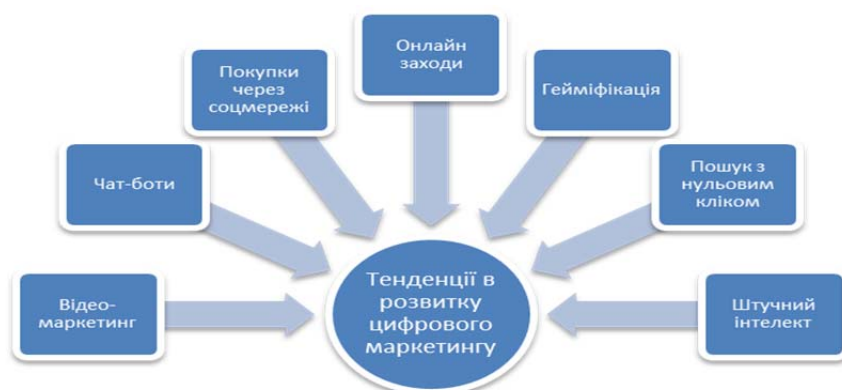 Онлайн
заходи
Покупки
через
соцмережі
Гейміфікація
Чат-боти
Пошук з
нульовим
кліком
Відео-
маркетинг
Тенденції в
розвитку
цифрового
маркетингу
Штучний
інтелект